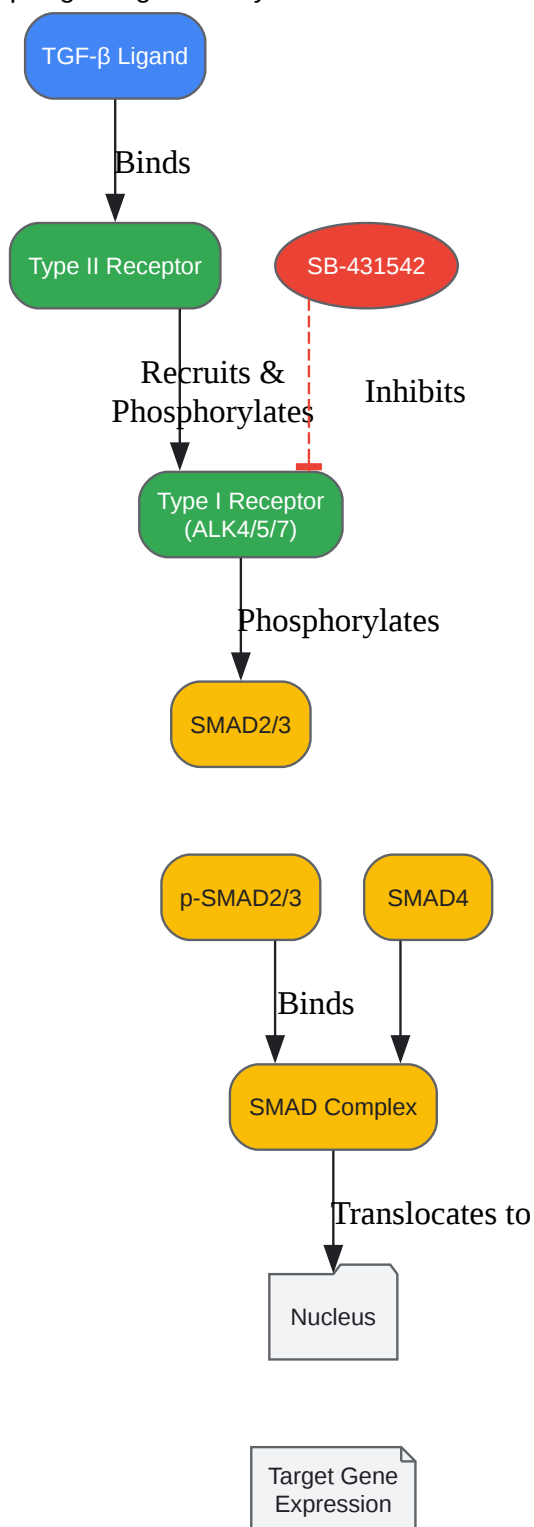 TGF-β Ligand
Binds
Type II Receptor
SB-431542
Recruits &
Phosphorylates
Inhibits
Type I Receptor
(ALK4/5/7)
Phosphorylates
SMAD2/3
p-SMAD2/3
SMAD4
Binds
SMAD Complex
Translocates to
Nucleus
Target Gene
Expression